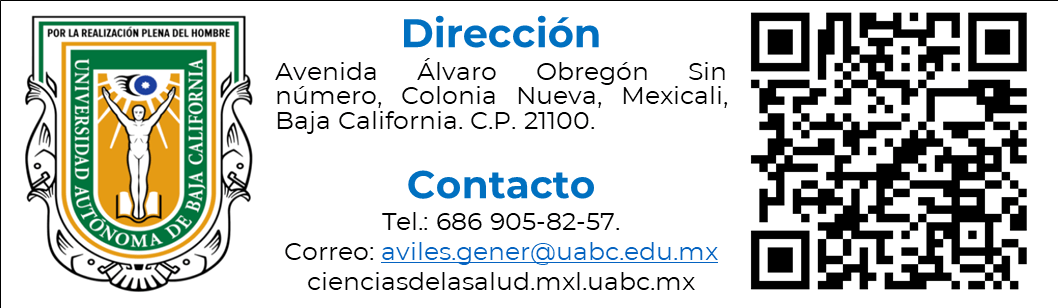 POR LA REALIZACIÓN PLENA DEL HOMBRE
UNIVERSIDAD AUTÓNOMA DE BAJA CALIFORNIA
Dirección
Avenida Álvaro Obregón Sin
número, Colonia Nueva, Mexicali,
Baja California. C.P. 21100.
Contacto
Tel.: 686 905-82-57.
Correo: aviles.gener@uabc.edu.mx
cienciasdelasalud.mxl.uabc.mx